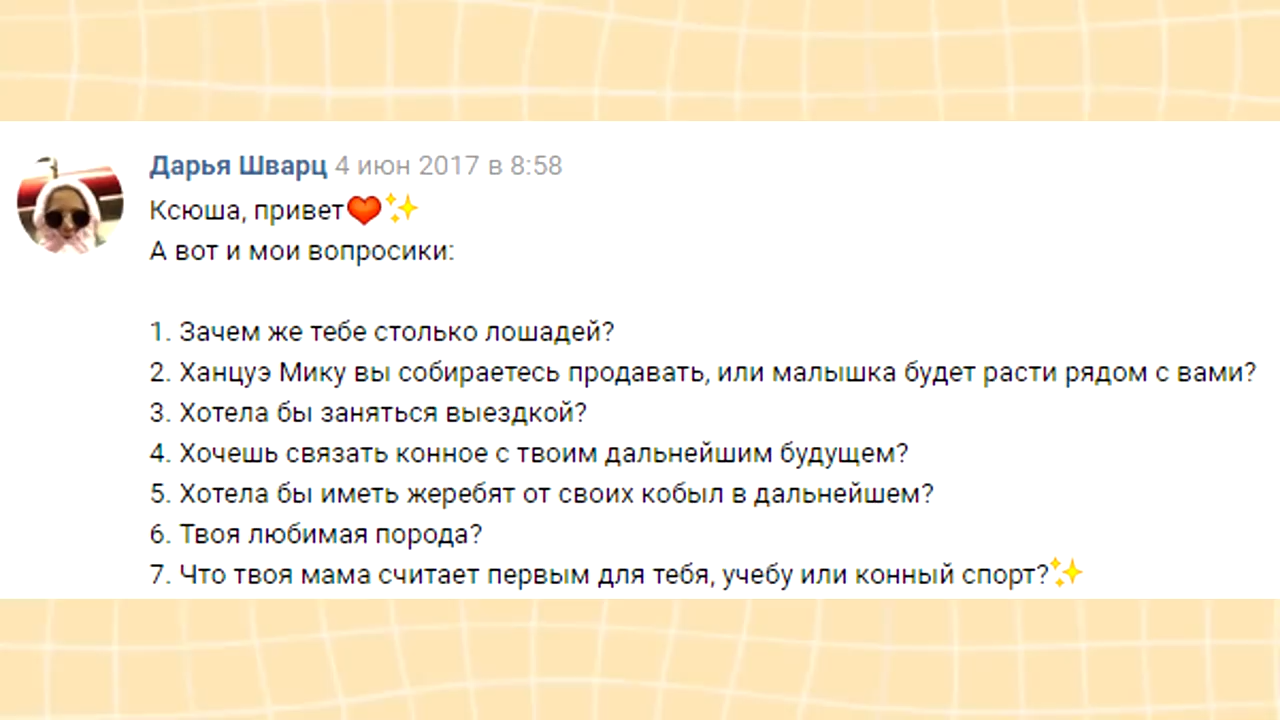 Дарья Шварц 4 июн 2017 в 8:58
Ксюша, привет❤️✨
А вот и мои вопросики:
1. Зачем же тебе столько лошадей?
2. Ханцуэ Мику вы собираетесь продавать, или малышка будет расти рядом с вами?
3. Хотела бы заняться выездкой?
4. Хочешь связать конное с твоим дальнейшим будущем?
5. Хотела бы иметь жеребят от своих кобыл в дальнейшем?
6. Твоя любимая порода?
7. Что твоя мама считает первым для тебя, учебу или конный спорт?✨